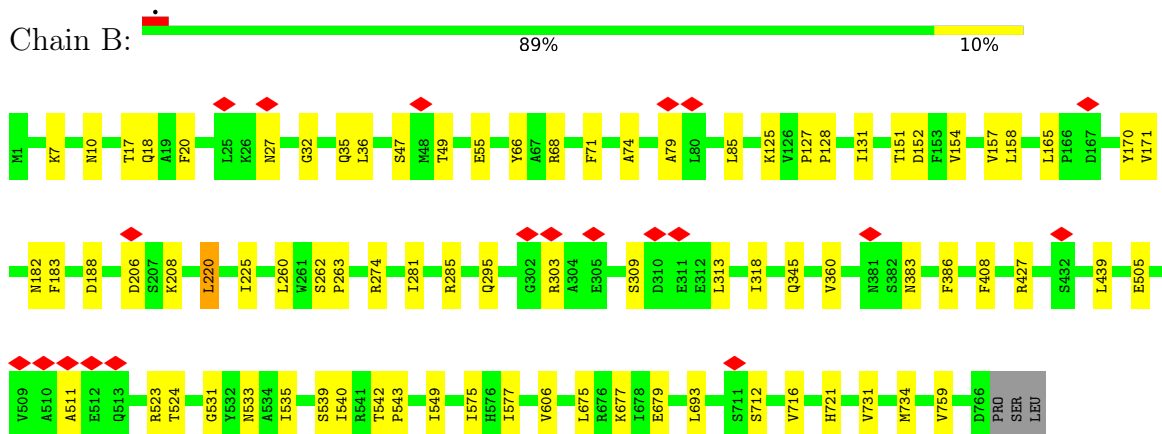 Chain B:
89% 10%
M1 K7 N10 T17 Q18 A19 F20 L25 K26 N27 G32 Q35 L36 S47 M48 T49 E55 Y66 A67 R68 F71 A74 A79 L80 L85 K125 V126 P127 P128 I131 T151 D152 F153 V154 V157 L158 L165 P166 D167 Y170 V171
N182 F183 D188 D206 S207 K208 L220 I225 L260 W261 S262 P263 R274 I281 R285 Q295 G302 R303 A304 E305 S309 D310 E311 E312 L313 I318 Q345 V360 N381 S382 N383 F386 F408 R427 S432 L439 E505
V509 A510 A511 E512 Q513 R523 T524 G531 Y532 N533 A534 I535 S539 I540 R541 T542 P543 I549 I575 H576 I577 V606 L675 R676 K677 I678 E679 L693 S711 S712 V716 H721 V731 M734 V759 D766 PRO SER LEU